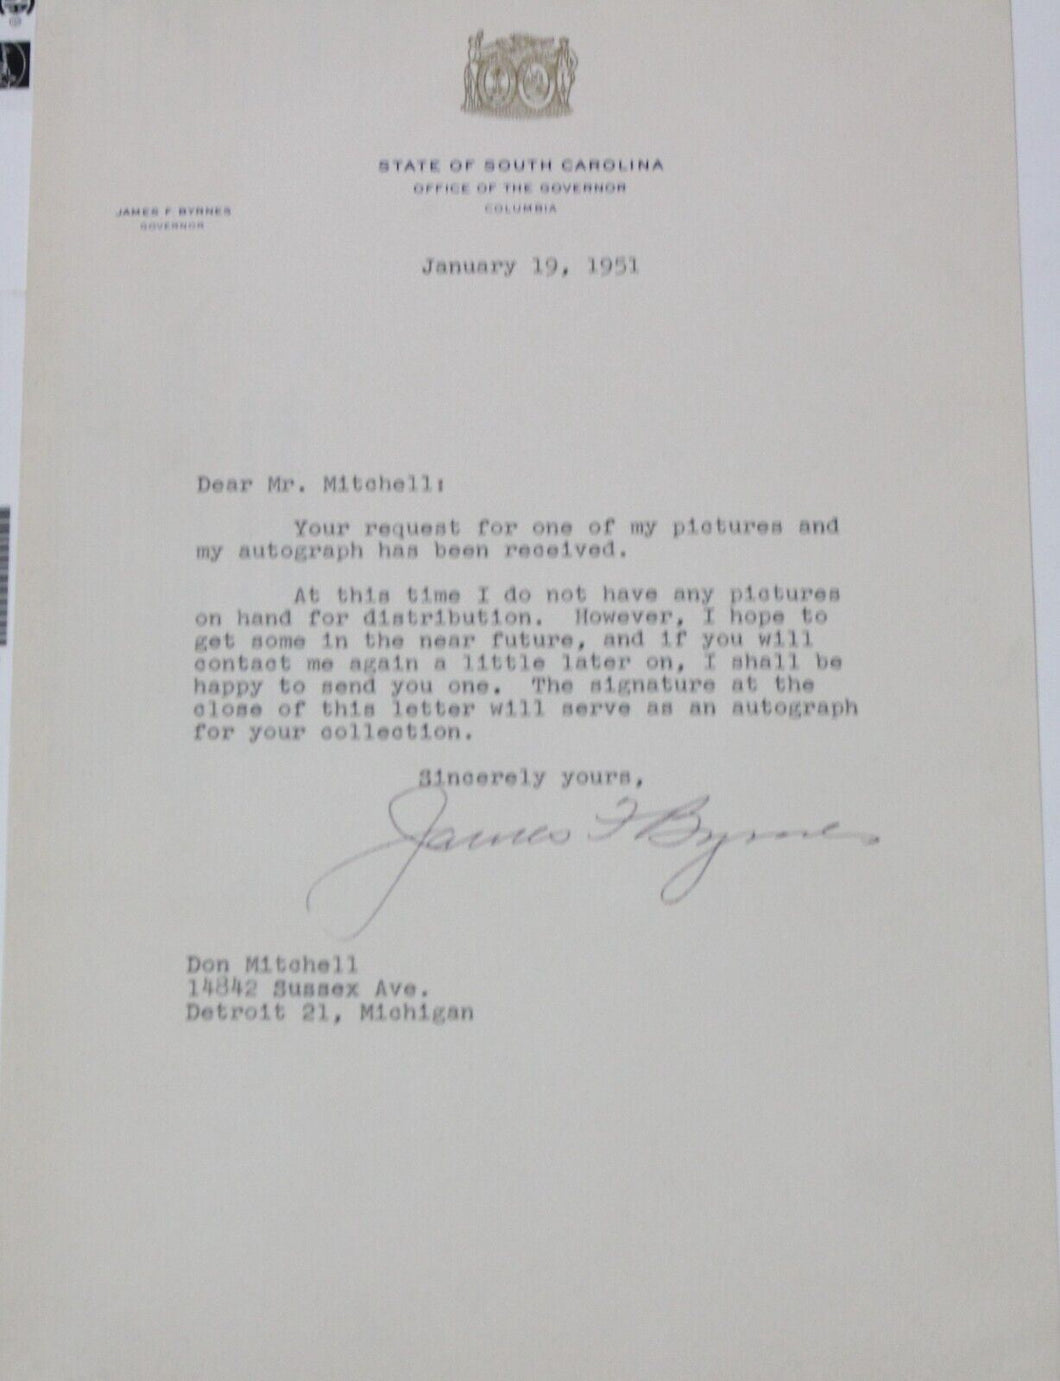 STATE OF SOUTH CAROLINA
OFFICE OF THE GOVERNOR
COLUMBIA
JAMES F BYRNES
GOVERNOR
January 19, 1951
Dear Mr. Mitchell:
Your request for one of my pictures and
my autograph has been received.
At this time I do not have any pictures
on hand for distribution. However, I hope to
get some in the near future, and if you will
contact me again a little later on, I shall be
happy to send you one. The signature at the
close of this letter will serve as an autograph
for your collection.
Sincerely yours,
James F Byrnes
Don Mitchell
14842 Sussex Ave.
Detroit 21, Michigan